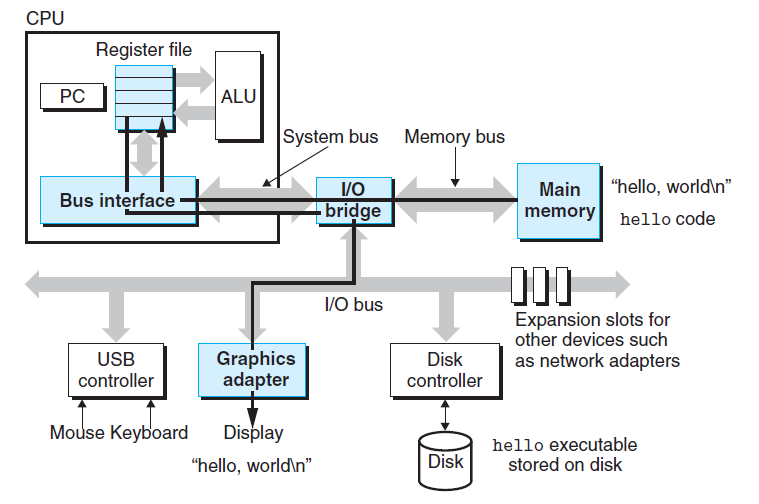 CPU
Register file
PC
ALU
System bus
Memory bus
Bus interface
I/O
bridge
Main
memory
“hello, world\n”
hello code
I/O bus
Expansion slots for
other devices such
as network adapters
USB
controller
Graphics
adapter
Disk
controller
Mouse Keyboard
Display
“hello, world\n”
Disk
hello executable
stored on disk